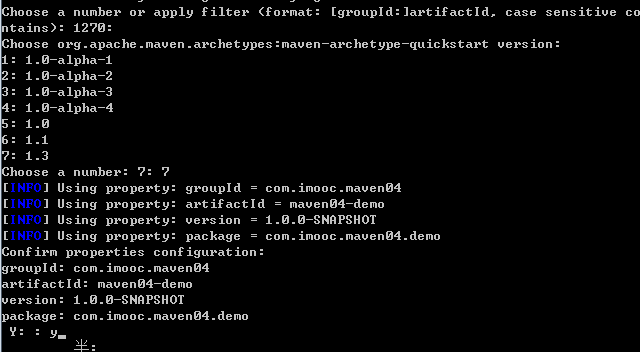 Choose a number or apply filter (format: [groupId:]artifactId, case sensitive co
ntains): 1270:
Choose org.apache.maven.archetypes:maven-archetype-quickstart version:
1: 1.0-alpha-1
2: 1.0-alpha-2
3: 1.0-alpha-3
4: 1.0-alpha-4
5: 1.0
6: 1.1
7: 1.3
Choose a number: 7: 7
[INFO] Using property: groupId = com.imooc.maven04
[INFO] Using property: artifactId = maven04-demo
[INFO] Using property: version = 1.0.0-SNAPSHOT
[INFO] Using property: package = com.imooc.maven04.demo
Confirm properties configuration:
groupId: com.imooc.maven04
artifactId: maven04-demo
version: 1.0.0-SNAPSHOT
package: com.imooc.maven04.demo
Y: : y
半: